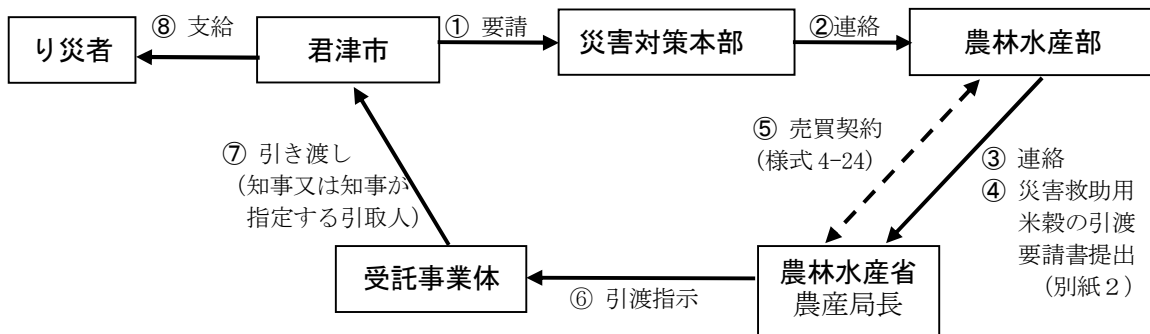 ⑧ 支給
① 要請
②連絡
り災者
君津市
災害対策本部
農林水産部
⑤ 売買契約
(様式 4-24)
⑦ 引き渡し
（知事又は知事が
指定する引取人）
③ 連絡
④ 災害救助用
米穀の引渡
要請書提出
（別紙２）
受託事業体
⑥ 引渡指示
農林水産省
農産局長